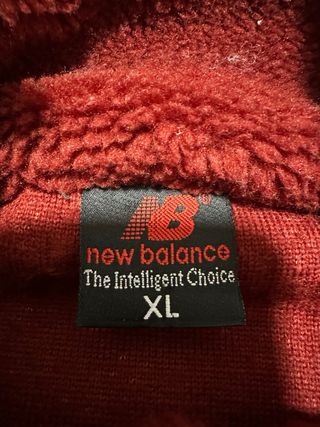 NB®
new balance
The Intelligent Choice
XL